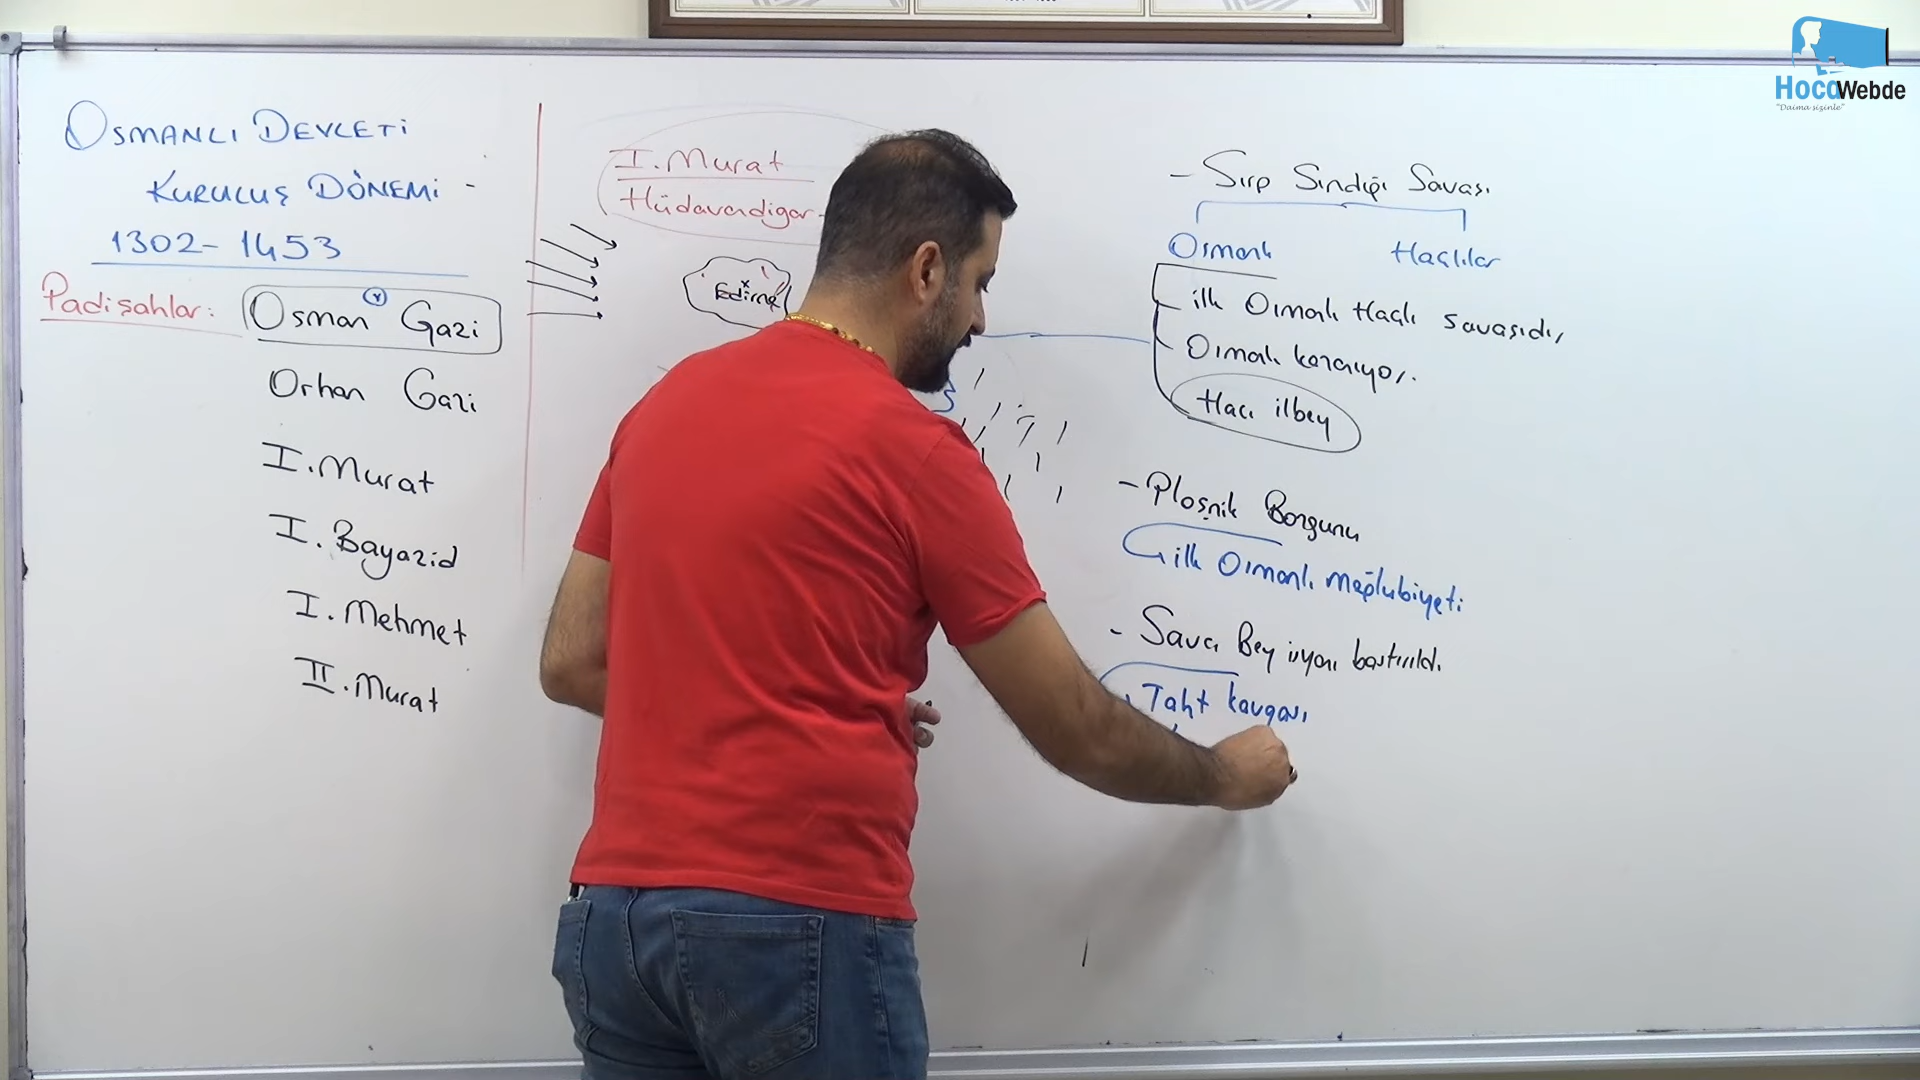 OSMANLI DEVLETİ
KURULUŞ DÖNEMİ -
1302 - 1453
Padişahlar: Osman Gazi
Orhan Gazi
I. Murat
I. Bayazid
I. Mehmet
II. Murat
I. Murat
Hüdavendigar
Edirne
- Sırp Sındığı Savaşı
Osmanlı Haçlılar
ilk Osmanlı Haçlı savaşıdır,
Osmanlı kazanıyor.
Hacı ilbey
- Ploşnik Bozgunu
ilk Osmanlı mağlubiyeti
- Savcı Bey isyanı bastırıldı.
Taht kavgası
HocaWebde
"Daima sizinle"